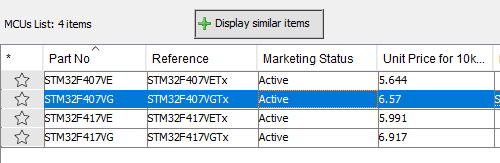 MCUs List: 4 items
Display similar items
* Part No Reference Marketing Status Unit Price for 10k...
STM32F407VE STM32F407VETx Active 5.644
STM32F407VG STM32F407VGTx Active 6.57
STM32F417VE STM32F417VETx Active 5.991
STM32F417VG STM32F417VGTx Active 6.917